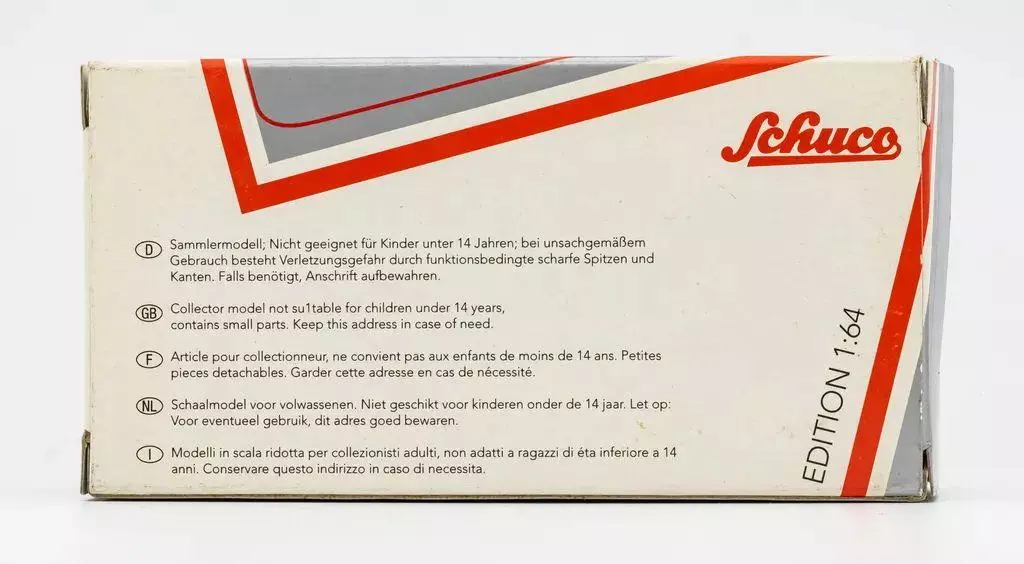 Schuco
D Sammlermodell; Nicht geeignet für Kinder unter 14 Jahren; bei unsachgemäßem
Gebrauch besteht Verletzungsgefahr durch funktionsbedingte scharfe Spitzen und
Kanten. Falls benötigt, Anschrift aufbewahren.
GB Collector model not su1table for children under 14 years,
contains small parts. Keep this address in case of need.
F Article pour collectionneur, ne convient pas aux enfants de moins de 14 ans. Petites
pieces detachables. Garder cette adresse en cas de nécessité.
NL Schaalmodel voor volwassenen. Niet geschikt voor kinderen onder de 14 jaar. Let op:
Voor eventueel gebruik, dit adres goed bewaren.
I Modelli in scala ridotta per collezionisti adulti, non adatti a ragazzi di éta inferiore a 14
anni. Conservare questo indirizzo in caso di necessita.
EDITION 1:64